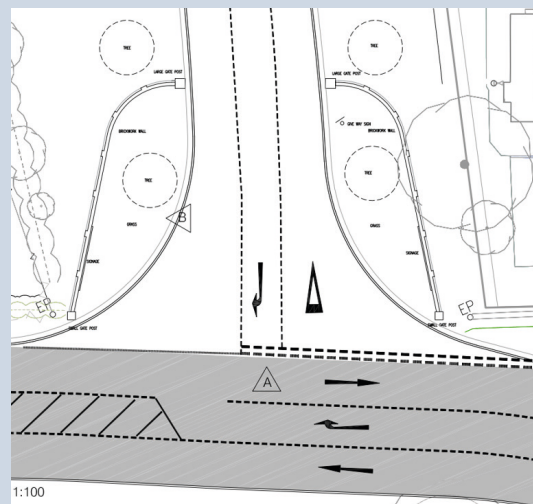 TREE
TREE
LARGE GATE POST
LARGE GATE POST
GIVE WAY SIGN
BRICKWORK WALL
BRICKWORK WALL
TREE
TREE
B
GRASS
GRASS
SIGNAGE
SIGNAGE
EP
EP
SMALL GATE POST
SMALL GATE POST
A
1:100